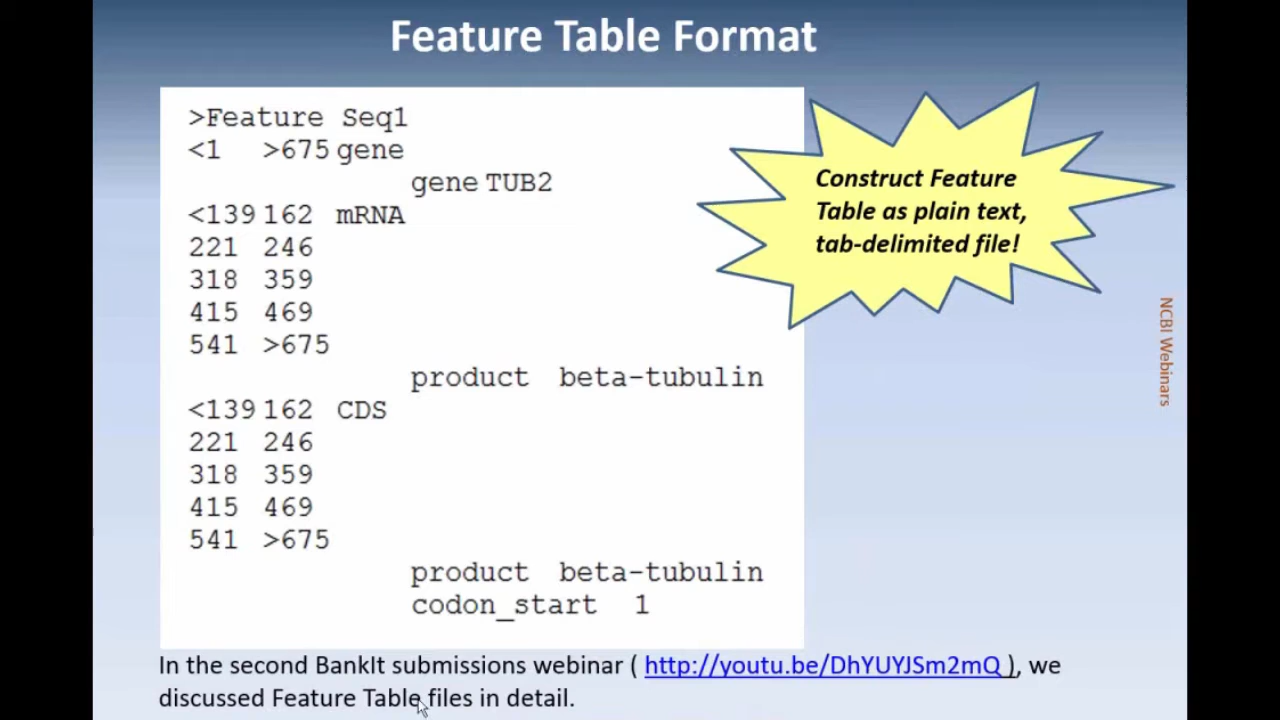 Feature Table Format
>Feature Seq1
<1 >675 gene
gene TUB2
<139 162 mRNA
221 246
318 359
415 469
541 >675
product beta-tubulin
<139 162 CDS
221 246
318 359
415 469
541 >675
product beta-tubulin
codon_start 1
Construct Feature
Table as plain text,
tab-delimited file!
NCBI Webinars
In the second BankIt submissions webinar ( http://youtu.be/DhYUYJSm2mQ ), we
discussed Feature Table files in detail.